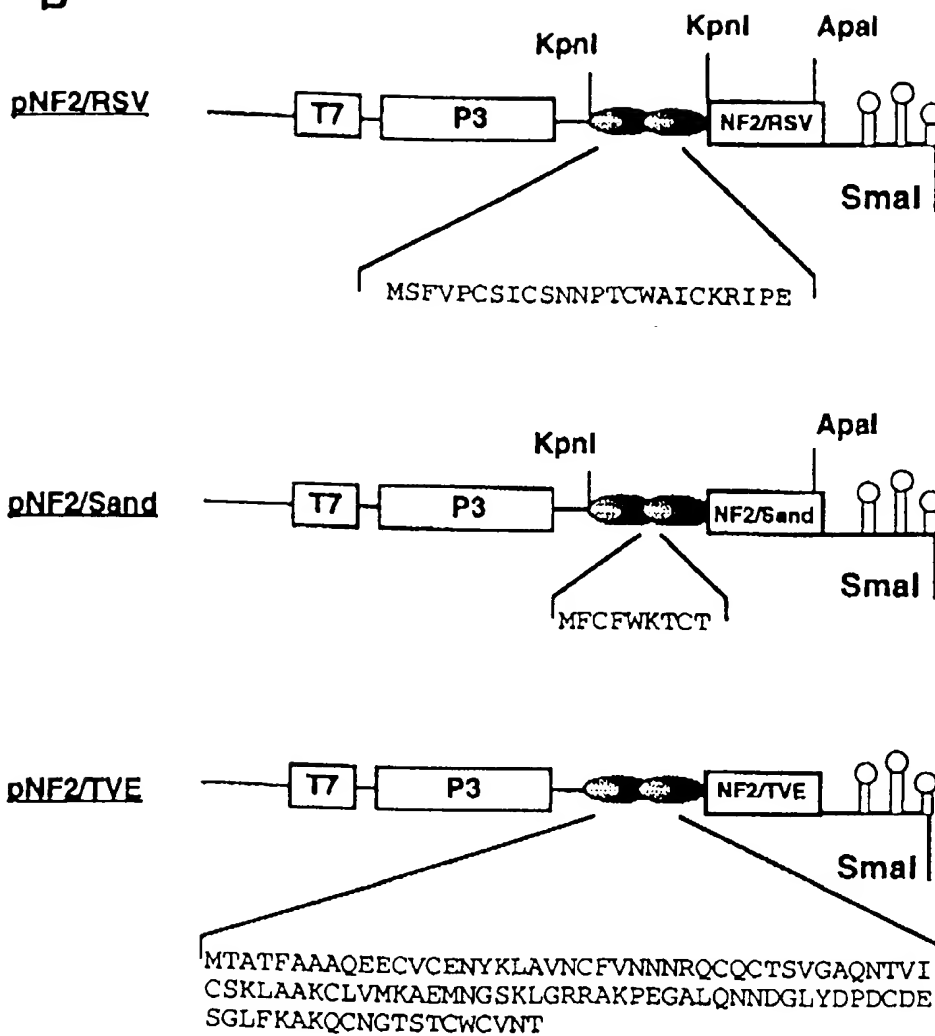 KpnI KpnI ApaI
pNF2/RSV T7 P3 NF2/RSV
SmaI
MSFVPCSICSNNPTCWAICKRIPE
KpnI ApaI
pNF2/Sand T7 P3 NF2/Sand
SmaI
MFCFWKTCT
pNF2/TVE T7 P3 NF2/TVE
SmaI
MTATFAAAQEECVCENYKLAVNCFVNNNRQCQCTSVGAQNTVI
CSKLAAKCLVMKAEMNGSKLGRRAKPEGALQNNDGLYDPDCDE
SGLFKAKQCNGTSTCWCVNT